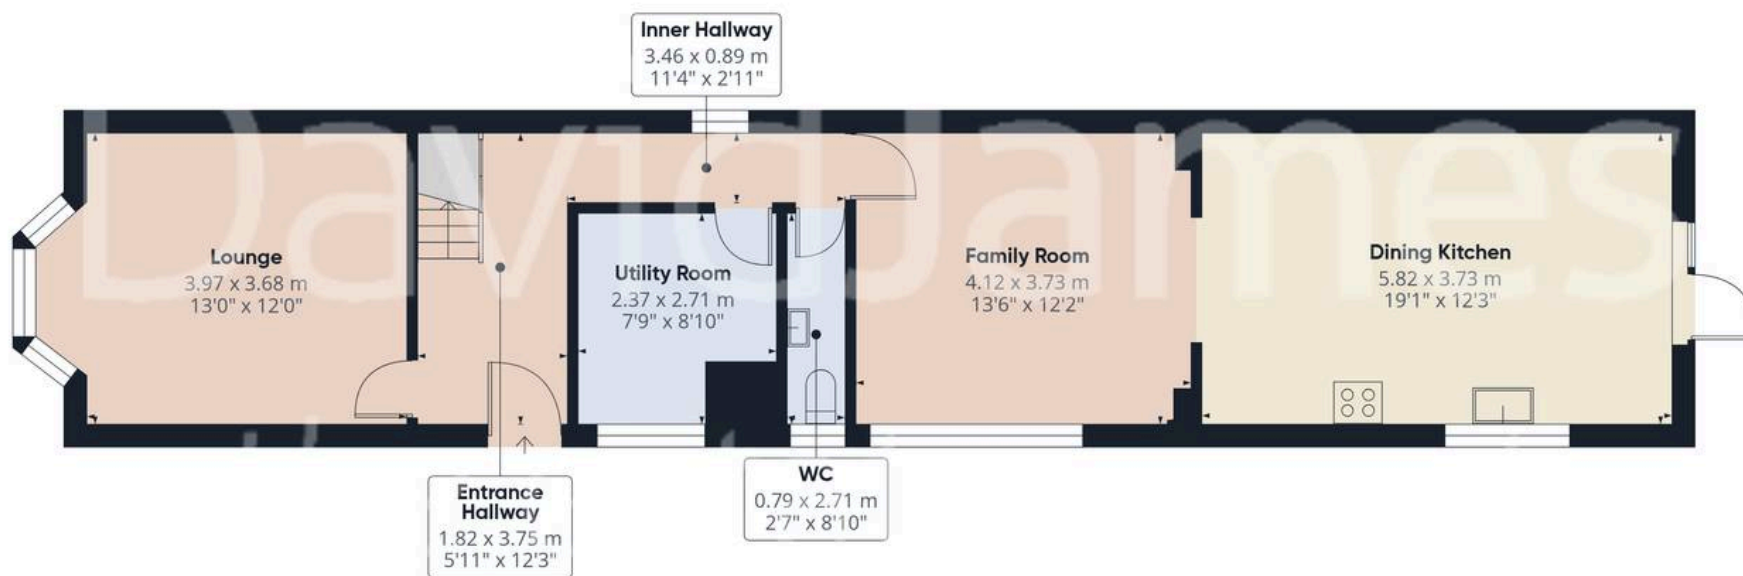 Inner Hallway
3.46 x 0.89 m
11'4" x 2'11"
Lounge
3.97 x 3.68 m
13'0" x 12'0"
Utility Room
2.37 x 2.71 m
7'9" x 8'10"
Family Room
4.12 x 3.73 m
13'6" x 12'2"
Dining Kitchen
5.82 x 3.73 m
19'1" x 12'3"
Entrance
Hallway
1.82 x 3.75 m
5'11" x 12'3"
WC
0.79 x 2.71 m
2'7" x 8'10"
DavidJames